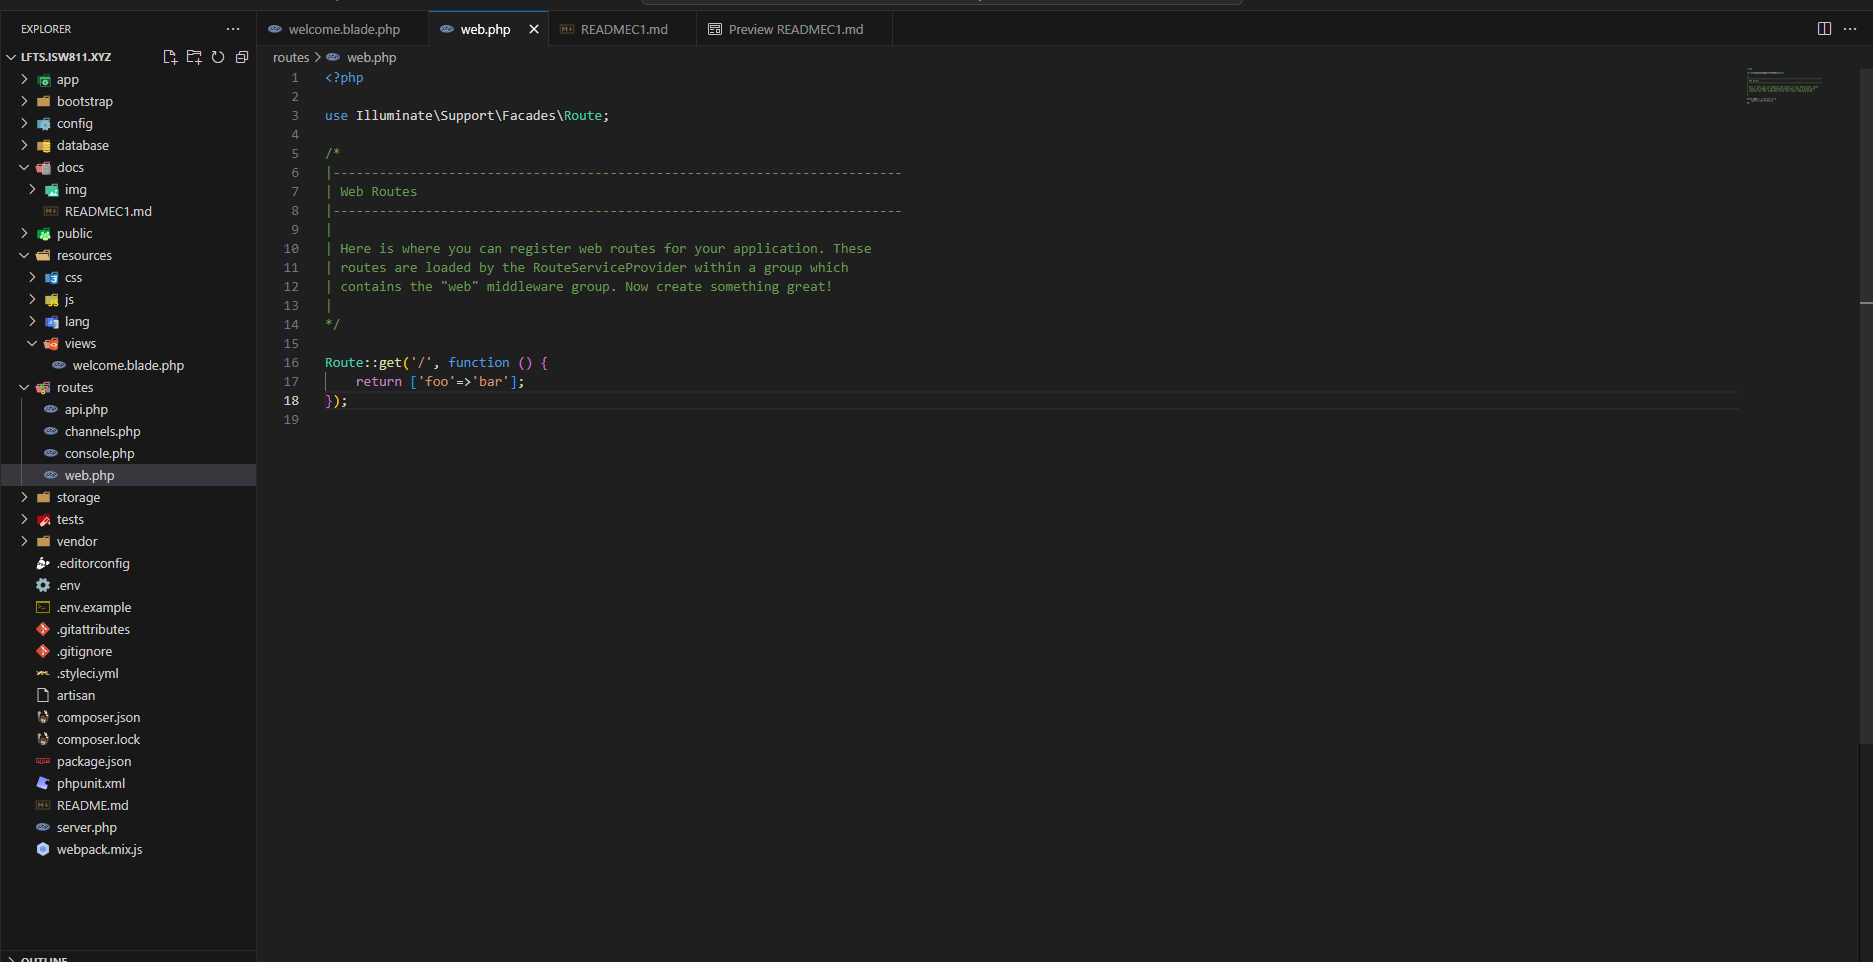 EXPLORER
LFTS.ISW811.XYZ
app
bootstrap
config
database
docs
img
READMEC1.md
public
resources
css
js
lang
views
welcome.blade.php
routes
api.php
channels.php
console.php
web.php
storage
tests
vendor
.editorconfig
.env
.env.example
.gitattributes
.gitignore
.styleci.yml
artisan
composer.json
composer.lock
package.json
phpunit.xml
README.md
server.php
webpack.mix.js
OUTLINE
welcome.blade.php
web.php
READMEC1.md
Preview READMEC1.md
routes > web.php
1 <?php
2
3 use Illuminate\Support\Facades\Route;
4
5 /*
6 |--------------------------------------------------------------------------
7 | Web Routes
8 |--------------------------------------------------------------------------
9 |
10 | Here is where you can register web routes for your application. These
11 | routes are loaded by the RouteServiceProvider within a group which
12 | contains the "web" middleware group. Now create something great!
13 |
14 */
15
16 Route::get('/', function () {
17     return ['foo'=>'bar'];
18 });
19